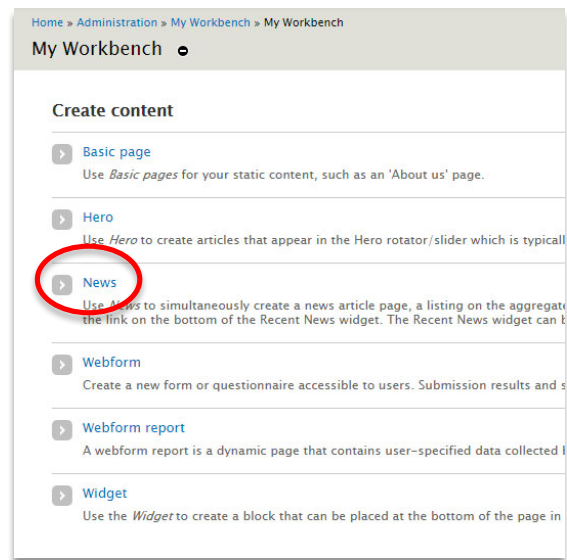 Home » Administration » My Workbench » My Workbench
My Workbench
Create content
Basic page
Use Basic pages for your static content, such as an 'About us' page.
Hero
Use Hero to create articles that appear in the Hero rotator/slider which is typicall
News
Use News to simultaneously create a news article page, a listing on the aggregate
the link on the bottom of the Recent News widget. The Recent News widget can b
Webform
Create a new form or questionnaire accessible to users. Submission results and s
Webform report
A webform report is a dynamic page that contains user-specified data collected
Widget
Use the Widget to create a block that can be placed at the bottom of the page in